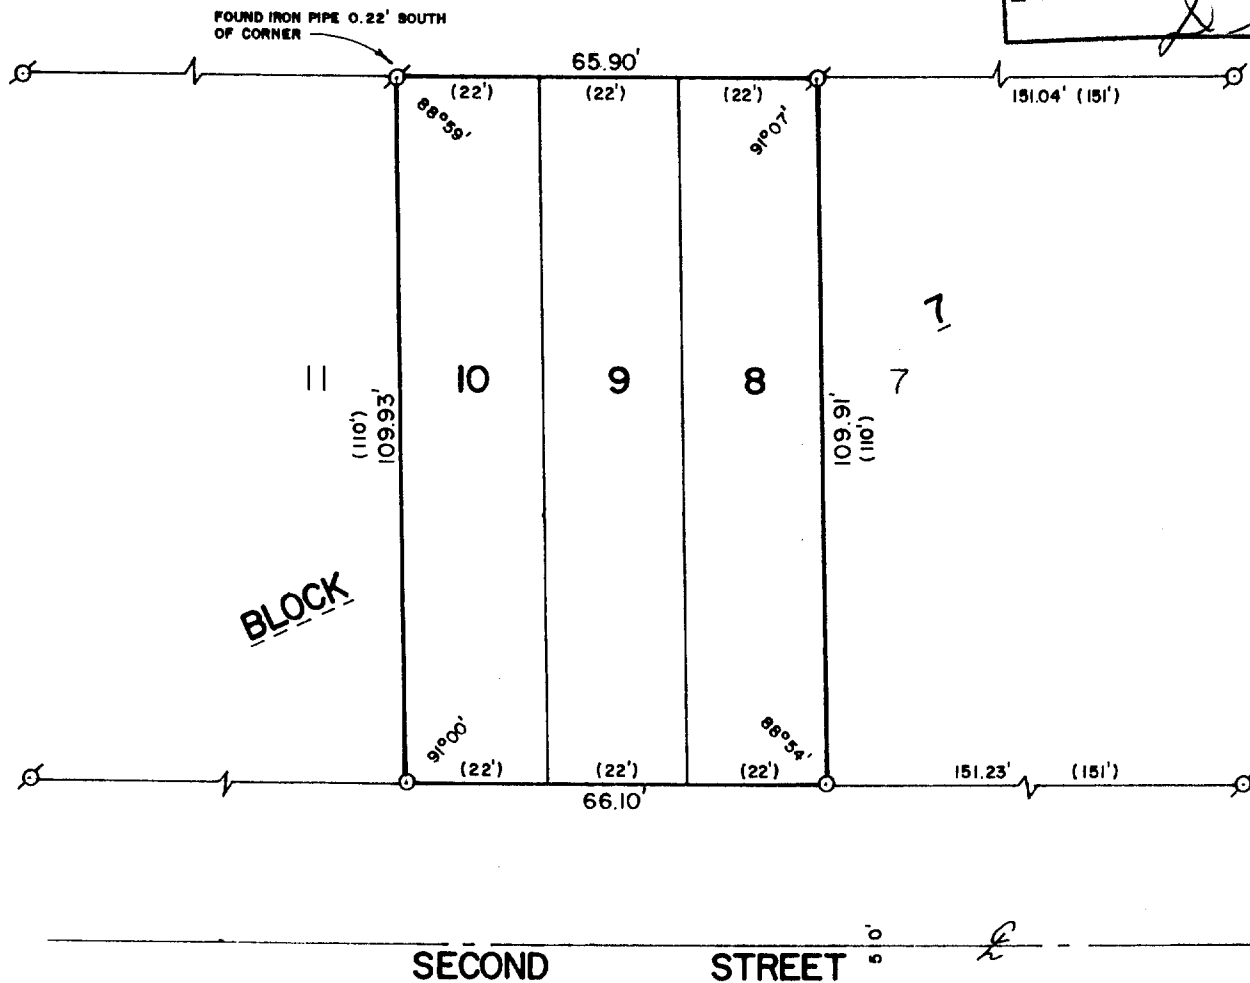 FOUND IRON PIPE 0.22' SOUTH
OF CORNER
65.90'
(22') (22') (22')
151.04' (151')
88°59'
91°07'
7
11 10 9 8 7
(110')
109.93'
109.91'
(110')
BLOCK
91°00'
88°54'
(22') (22') (22')
151.23' (151')
66.10'
SECOND STREET